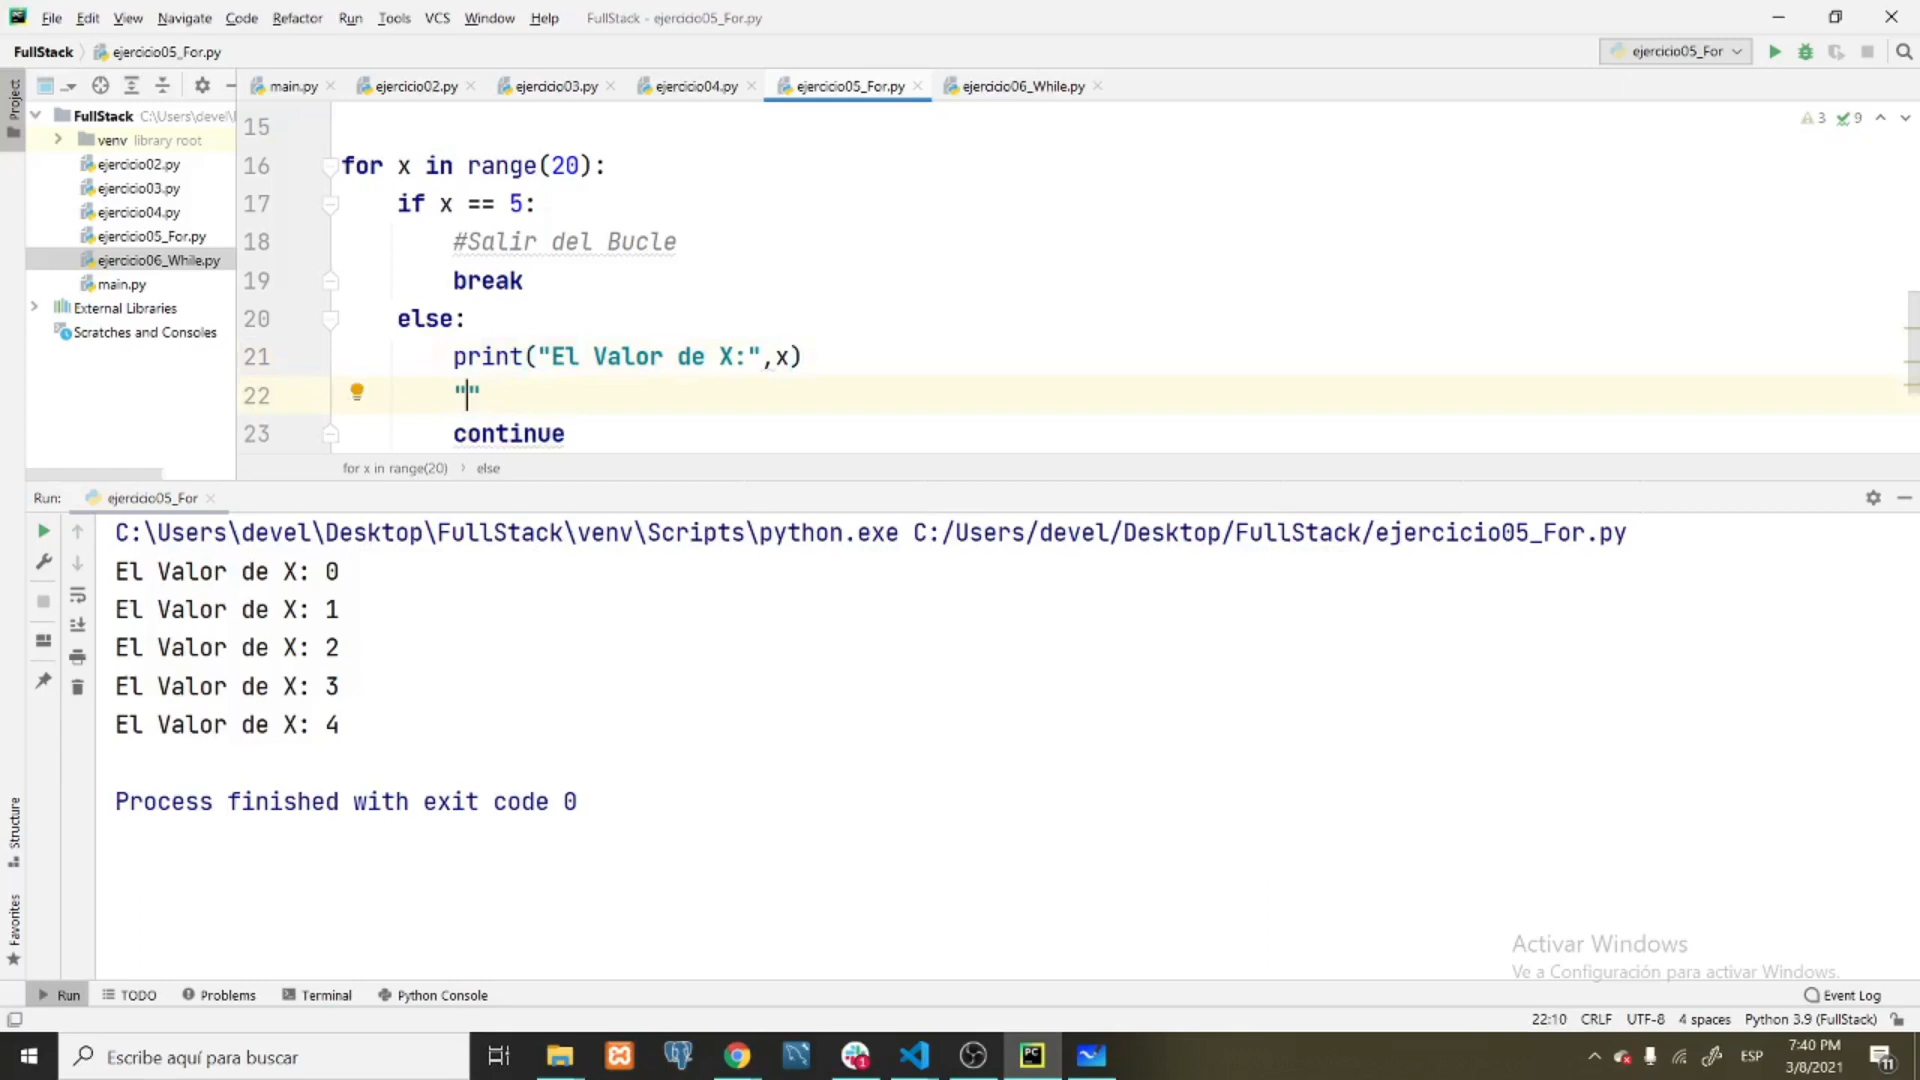 File Edit View Navigate Code Refactor Run Tools VCS Window Help FullStack - ejercicio05_For.py
FullStack ejercicio05_For.py ejercicio05_For
Project
main.py ejercicio02.py ejercicio03.py ejercicio04.py ejercicio05_For.py ejercicio06_While.py
FullStack C:\Users\devel\
venv library root
ejercicio02.py
ejercicio03.py
ejercicio04.py
ejercicio05_For.py
ejercicio06_While.py
main.py
External Libraries
Scratches and Consoles
3 9
15
16 for x in range(20):
17 if x == 5:
18 #Salir del Bucle
19 break
20 else:
21 print("El Valor de X:",x)
22 ""
23 continue
for x in range(20) › else
Run: ejercicio05_For
C:\Users\devel\Desktop\FullStack\venv\Scripts\python.exe C:/Users/devel/Desktop/FullStack/ejercicio05_For.py
El Valor de X: 0
El Valor de X: 1
El Valor de X: 2
El Valor de X: 3
El Valor de X: 4
Process finished with exit code 0
Structure
Favorites
Activar Windows
Ve a Configuración para activar Windows.
Run TODO Problems Terminal Python Console Event Log
22:10 CRLF UTF-8 4 spaces Python 3.9 (FullStack)
Escribe aquí para buscar
PC
1
ESP
7:40 PM
3/8/2021
11